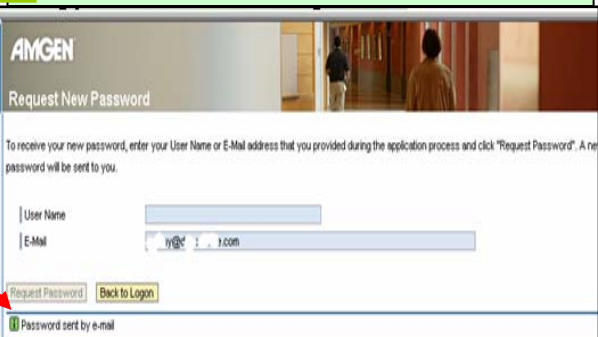 AMGEN
Request New Password
To receive your new password, enter your User Name or E-Mail address that you provided during the application process and click "Request Password". A ne
password will be sent to you.
User Name
E-Mail
Request Password Back to Logon
Password sent by e-mail